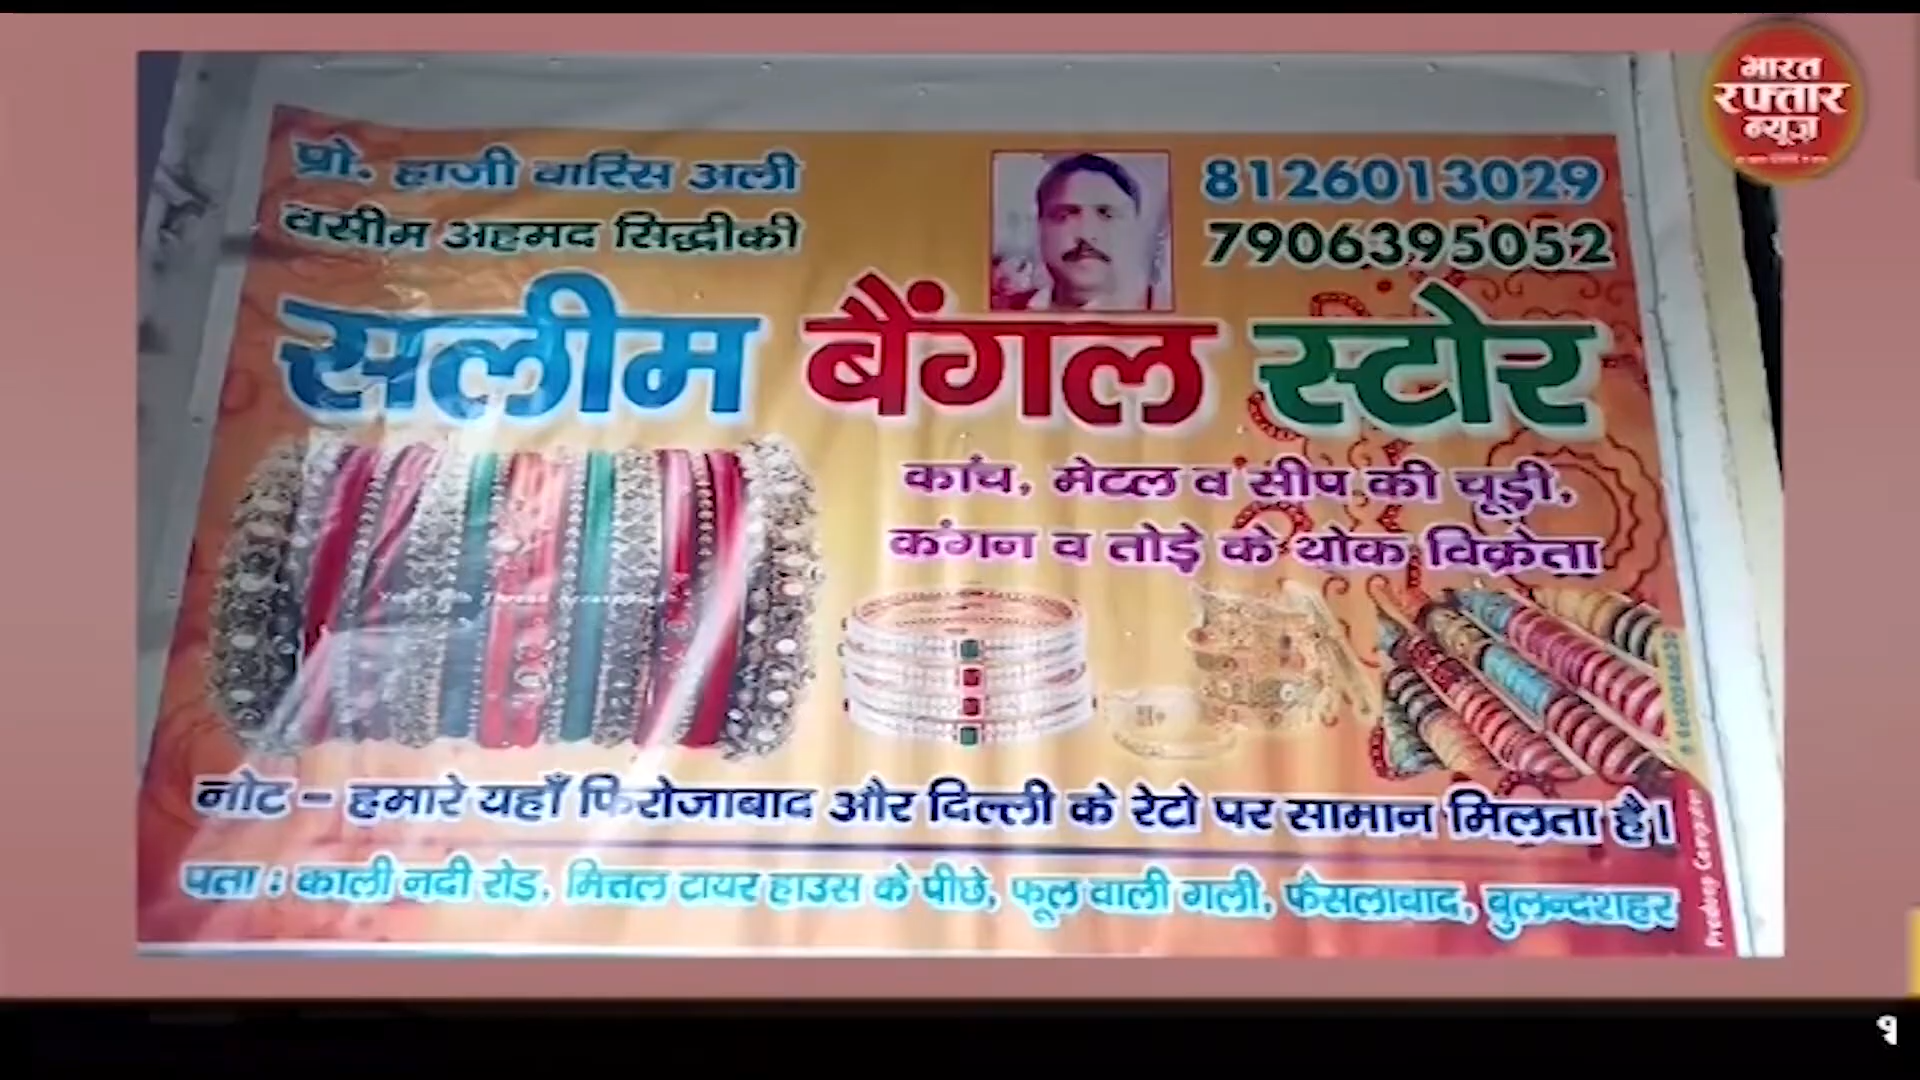 भारत
रफ्तार
न्यूज़
प्रो. हाजी वारिस अली
वसीम अहमद सिद्दीकी
8126013029
7906395052
सलीम बैंगल स्टोर
कांच, मेटल व सीप की चूड़ी,
कंगन व तोड़े के थोक विक्रेता
नोट – हमारे यहाँ फिरोजाबाद और दिल्ली के रेटो पर सामान मिलता है।
पता : काली नदी रोड, मित्तल टायर हाउस के पीछे, फूल वाली गली, फैसलाबाद, बुलन्दशहर